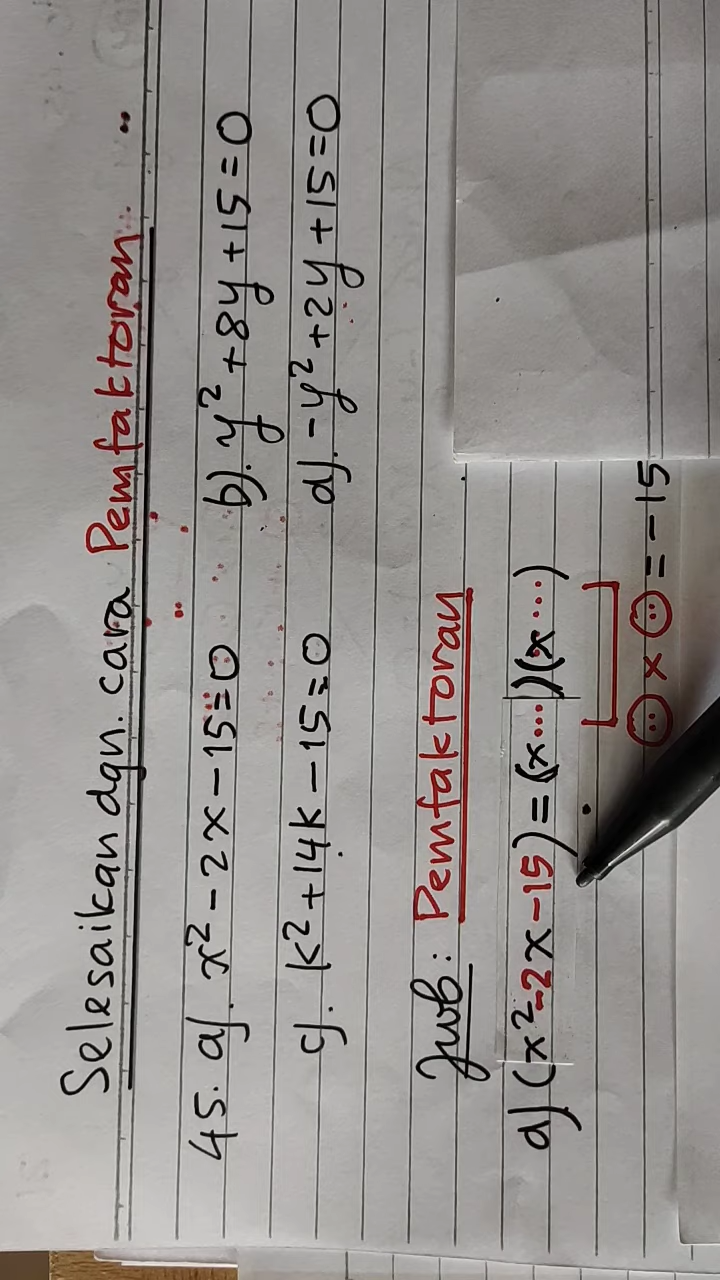 Selesaikan dgn. cara Pemfaktoran..
45. a). x² - 2x - 15 = 0 b). y² + 8y + 15 = 0
c). k² + 14k - 15 = 0 d). -y² + 2y + 15 = 0
Jwb: Pemfaktoran
a) (x² - 2x - 15) = (x...)(x...)
× = -15